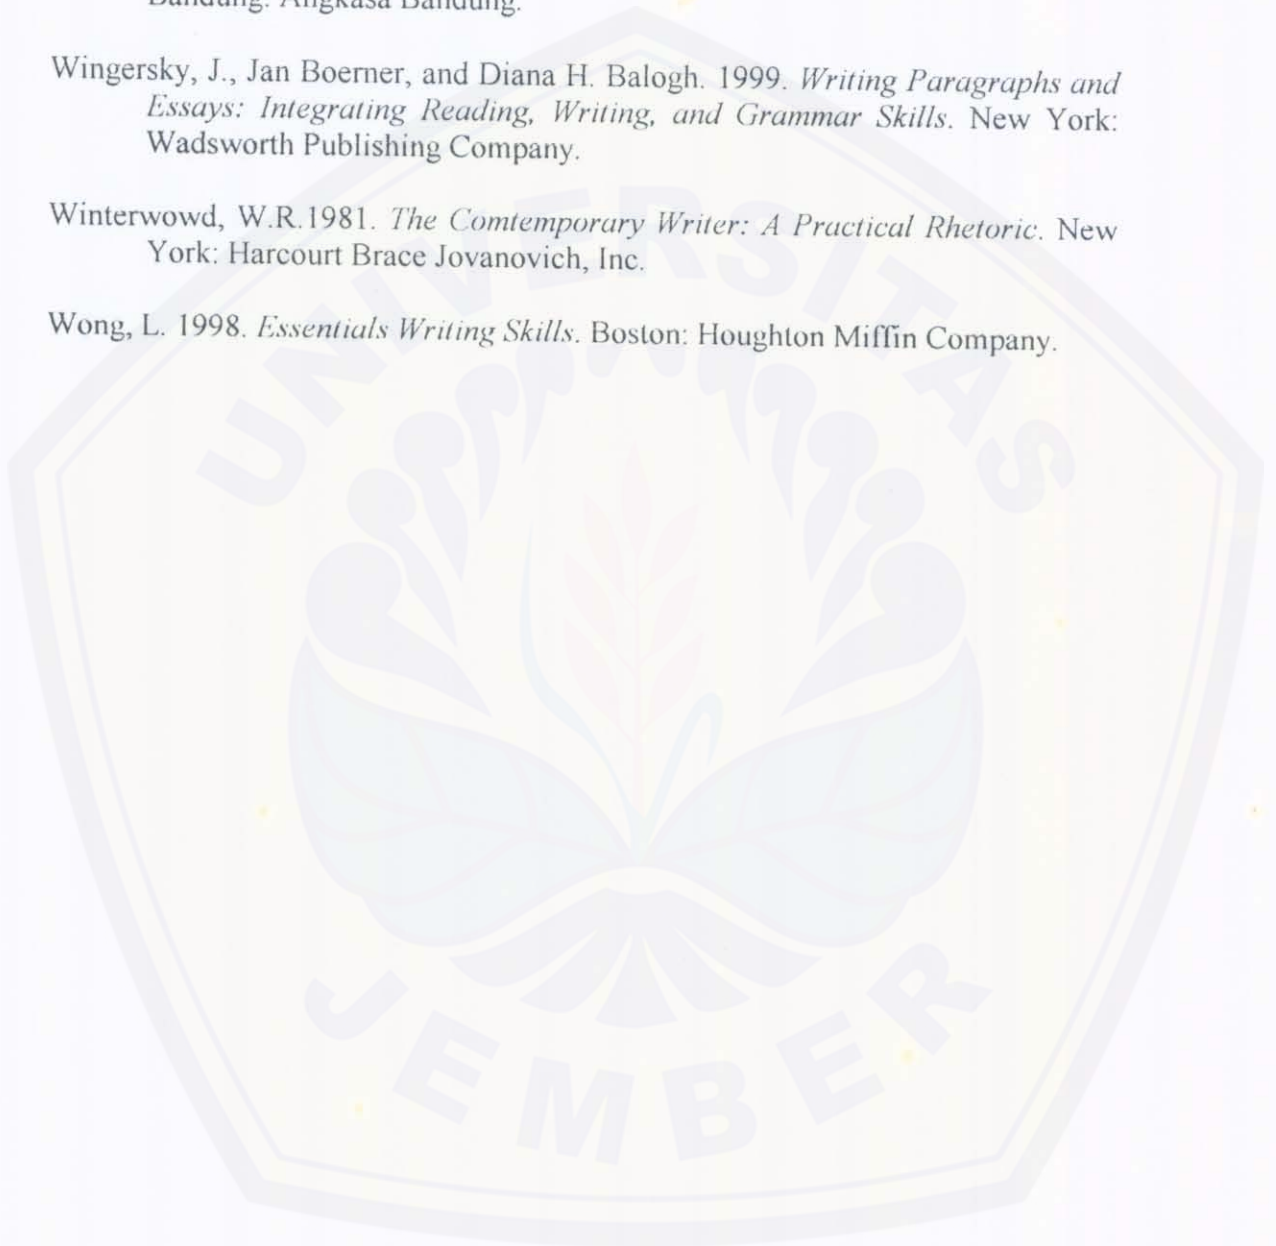 Bandung: Angkasa Bandung.
Wingersky, J., Jan Boerner, and Diana H. Balogh. 1999. Writing Paragraphs and
Essays: Integrating Reading, Writing, and Grammar Skills. New York:
Wadsworth Publishing Company.
Winterwowd, W.R.1981. The Comtemporary Writer: A Practical Rhetoric. New
York: Harcourt Brace Jovanovich, Inc.
Wong, L. 1998. Essentials Writing Skills. Boston: Houghton Miffin Company.
UNIVERSITAS
JEMBER